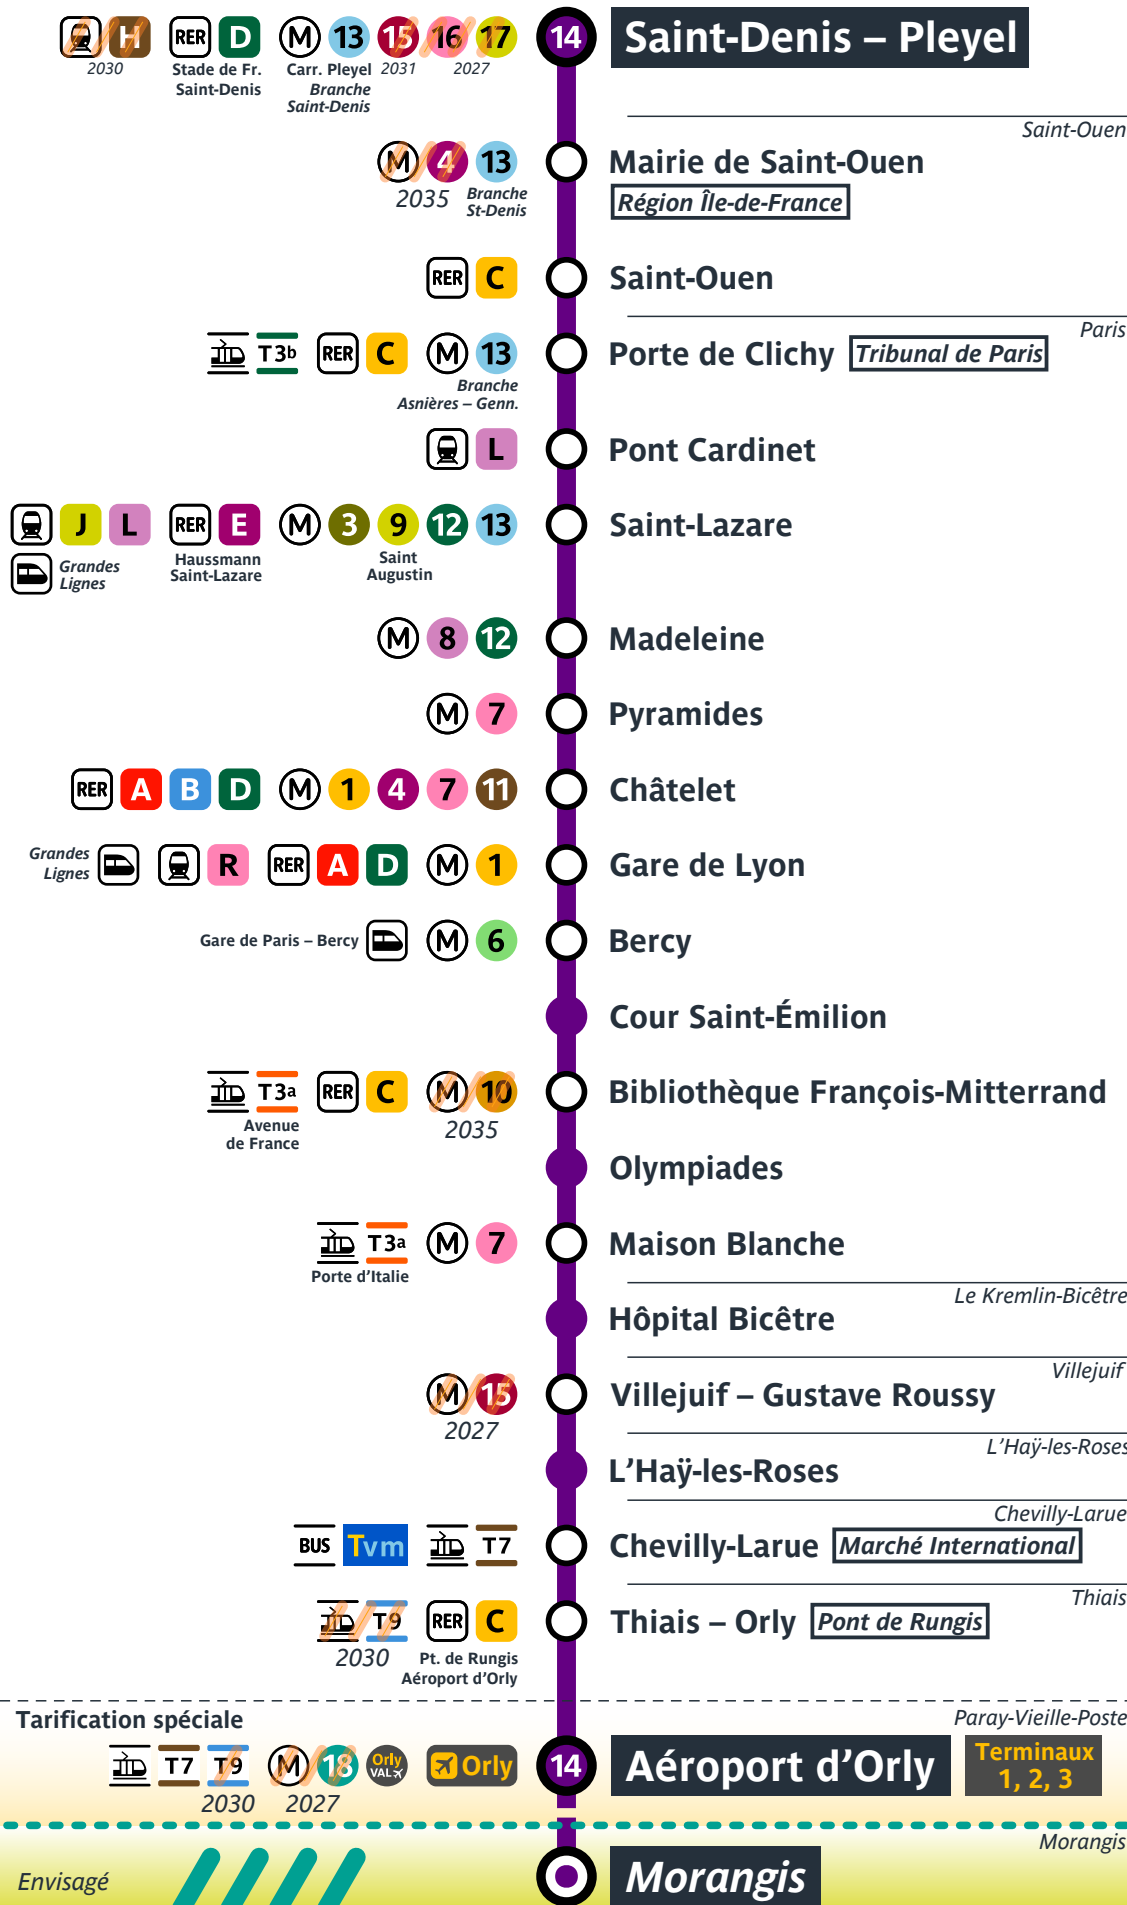 H RER D M 13 15 16 17 14 Saint-Denis – Pleyel
2030 Stade de Fr. Saint-Denis Carr. Pleyel Branche Saint-Denis 2031 2027
Saint-Ouen
M 4 13 Mairie de Saint-Ouen
2035 Branche St-Denis Région Île-de-France
RER C Saint-Ouen
Paris
T3b RER C M 13 Porte de Clichy Tribunal de Paris
Branche
Asnières – Genn.
L Pont Cardinet
J L RER E M 3 9 12 13 Saint-Lazare
Grandes Lignes Haussmann Saint-Lazare Saint Augustin
M 8 12 Madeleine
M 7 Pyramides
RER A B D M 1 4 7 11 Châtelet
Grandes Lignes R RER A D M 1 Gare de Lyon
Gare de Paris – Bercy M 6 Bercy
Cour Saint-Émilion
T3a RER C M 10 Bibliothèque François-Mitterrand
Avenue de France 2035
Olympiades
T3a M 7 Maison Blanche
Porte d'Italie
Le Kremlin-Bicêtre
Hôpital Bicêtre
Villejuif
M 15 Villejuif – Gustave Roussy
2027
L'Haÿ-les-Roses
L'Haÿ-les-Roses
Chevilly-Larue
BUS Tvm T7 Chevilly-Larue Marché International
Thiais
T9 RER C Thiais – Orly Pont de Rungis
2030 Pt. de Rungis Aéroport d'Orly
Tarification spéciale Paray-Vieille-Poste
T7 T9 M 18 Orly VAL Orly 14 Aéroport d'Orly Terminaux 1, 2, 3
2030 2027
Morangis
Envisagé Morangis